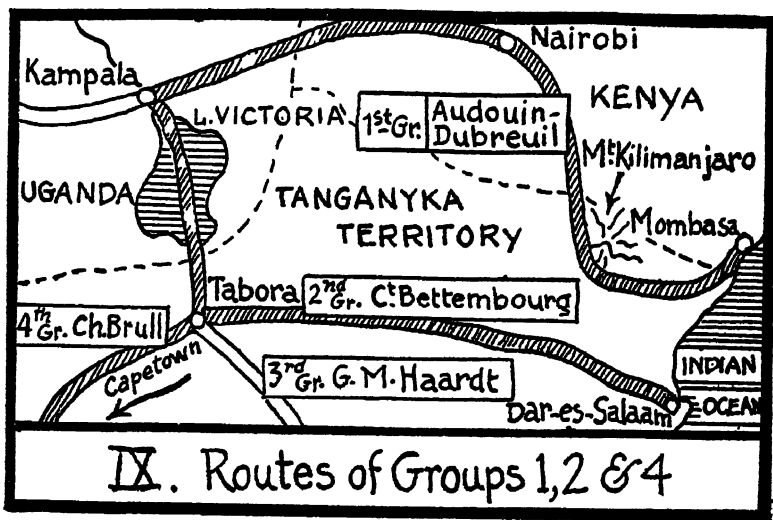 Nairobi
Kampala
KENYA
L.VICTORIA
1st Gr. Audouin-
Dubreuil
Mt Kilimanjaro
UGANDA
TANGANYKA
TERRITORY
Mombasa
Tabora
2nd Gr. Ct. Bettembourg
4th Gr. Ch. Brull
Capetown
3rd Gr. G. M. Haardt
INDIAN
OCEAN
Dar-es-Salaam
IX. Routes of Groups 1, 2 & 4